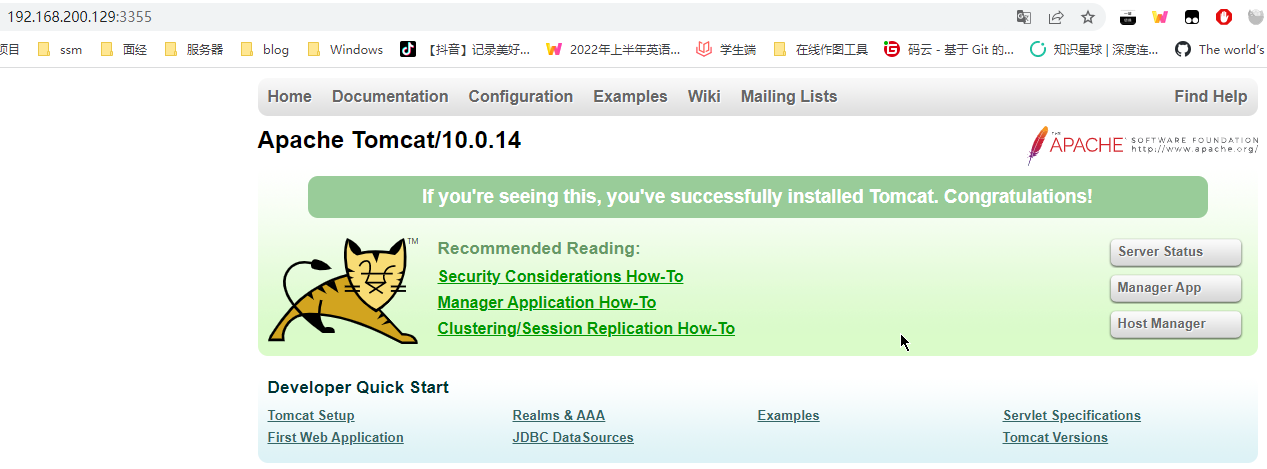 192.168.200.129:3355
项目 ssm 面经 服务器 blog Windows 【抖音】记录美好... 2022年上半年英语... 学生端 在线作图工具 码云 - 基于 Git 的... 知识星球 | 深度连... The world's
Home Documentation Configuration Examples Wiki Mailing Lists Find Help
Apache Tomcat/10.0.14
THE APACHE SOFTWARE FOUNDATION
http://www.apache.org/
If you're seeing this, you've successfully installed Tomcat. Congratulations!
TM
Recommended Reading:
Security Considerations How-To
Manager Application How-To
Clustering/Session Replication How-To
Server Status
Manager App
Host Manager
Developer Quick Start
Tomcat Setup Realms & AAA Examples Servlet Specifications
First Web Application JDBC DataSources Tomcat Versions